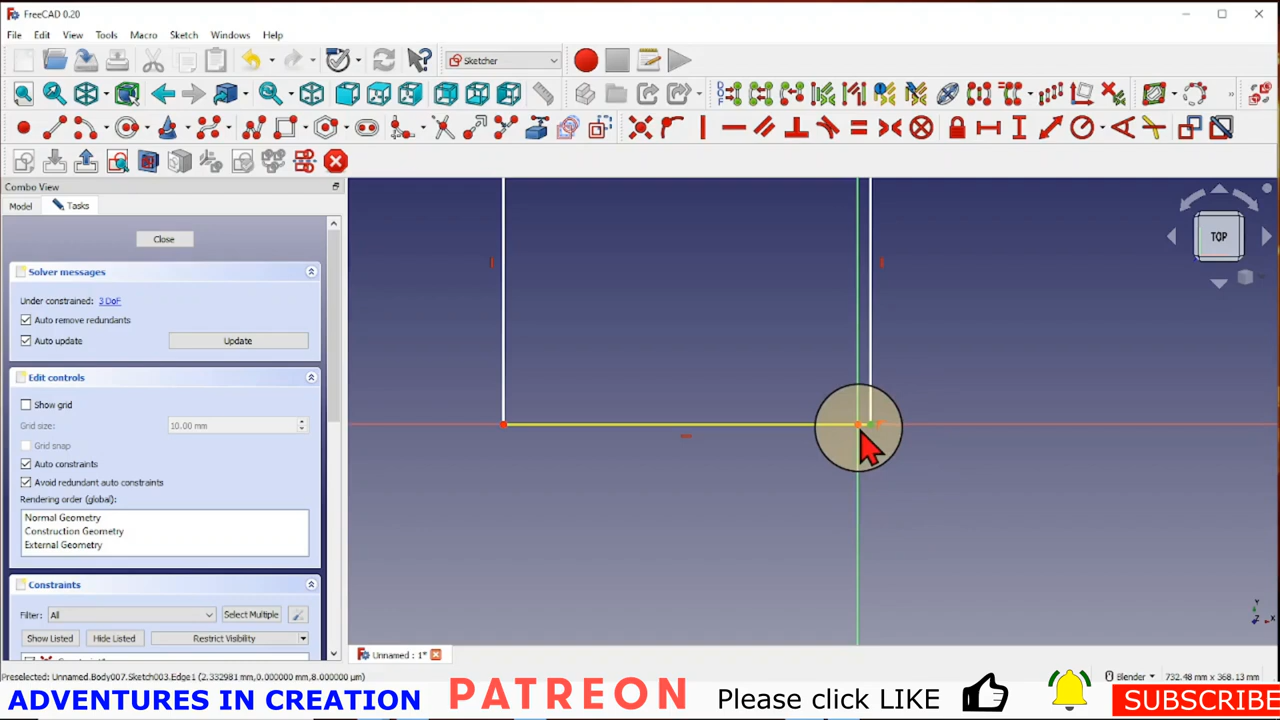 FreeCAD 0.20
File Edit View Tools Macro Sketch Windows Help
Sketcher
Combo View
Model Tasks
Close
Solver messages
Under constrained: 3 DoF
Auto remove redundants
Auto update Update
Edit controls
Show grid
Grid size: 10.00 mm
Grid snap
Auto constraints
Avoid redundant auto constraints
Rendering order (global):
Normal Geometry
Construction Geometry
External Geometry
Constraints
Filter: All Select Multiple
Show Listed Hide Listed Restrict Visibility
TOP
Y
Z X
Unnamed : 1*
Preselected: Unnamed.Body007.Sketch003.Edge1 (2.332981 mm,0.000000 mm,8.000000 µm) Blender 732.48 mm x 368.13 mm
ADVENTURES IN CREATION PATREON Please click LIKE SUBSCRIBE